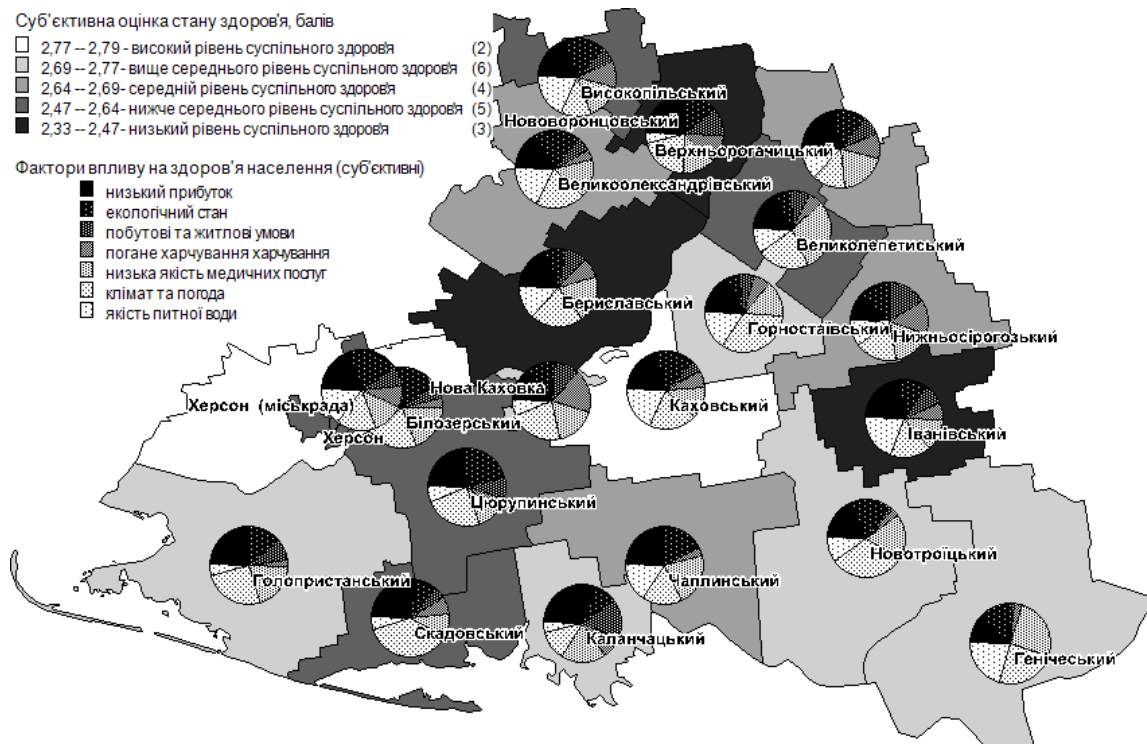 Суб'єктивна оцінка стану здоров'я, балів
2,77 -- 2,79 - високий рівень суспільного здоров'я (2)
2,69 -- 2,77- вище середнього рівень суспільного здоров'я (6)
2,64 -- 2,69- середній рівень суспільного здоров'я (4)
2,47 -- 2,64- нижче середнього рівень суспільного здоров'я (5)
2,33 -- 2,47- низький рівень суспільного здоров'я (3)
Фактори впливу на здоров'я населення (суб'єктивні)
низький прибуток
екологічний стан
побутові та житлові умови
погане харчування харчування
низька якість медичних послуг
клімат та погода
якість питної води
Високопільський
Нововоронцовський
Верхньорогачицький
Великоолександрівський
Великолепетиський
Бериславський
Горностаївський
Нижньосірогозький
Нова Каховка
Каховський
Херсон (міськрада)
Білозерський
Херсон
Іванівський
Цюрупинський
Новотроїцький
Голопристанський
Чаплинський
Скадовський
Каланчацький
Генічеський